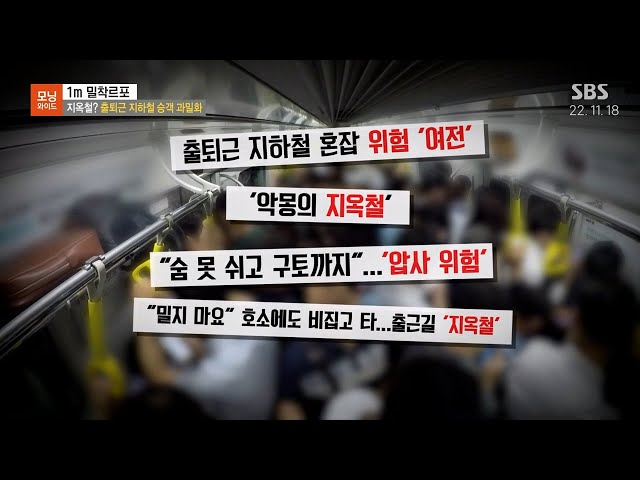 모닝
와이드
1m 밀착르포
지옥철? 출퇴근 지하철 승객 과밀화
SBS
22. 11. 18
출퇴근 지하철 혼잡 위험 '여전'
'악몽의 지옥철'
"숨 못 쉬고 구토까지"...'압사 위험'
"밀지 마요" 호소에도 비집고 타...출근길 '지옥철'